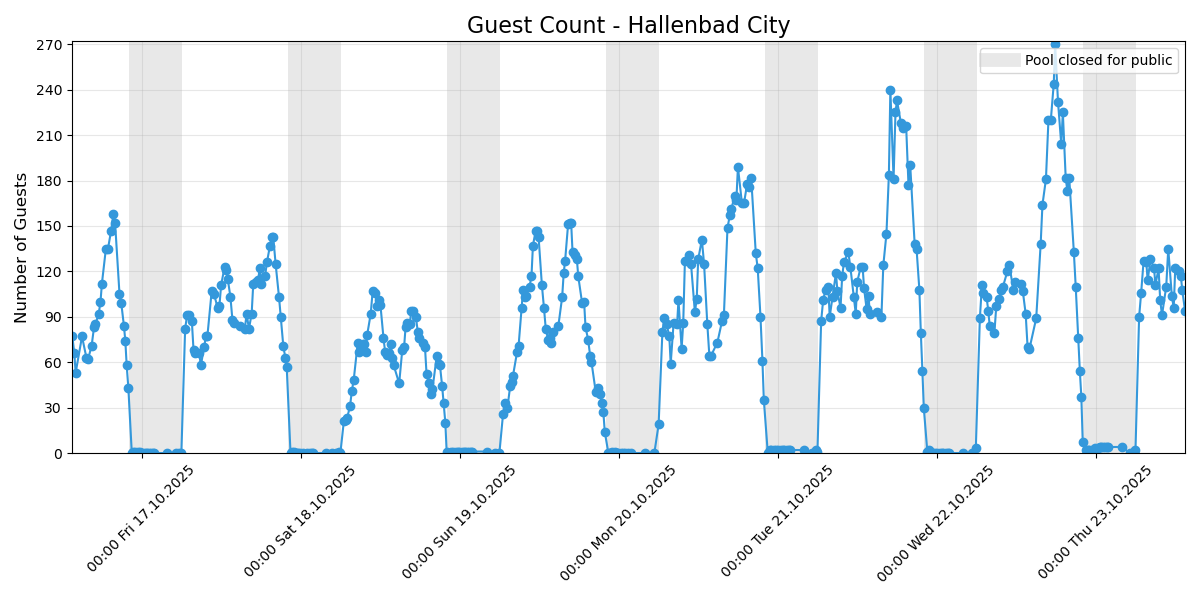 Guest Count - Hallenbad City
Number of Guests
270
240
210
180
150
120
90
60
30
0
Pool closed for public
00:00 Fri 17.10.2025
00:00 Sat 18.10.2025
00:00 Sun 19.10.2025
00:00 Mon 20.10.2025
00:00 Tue 21.10.2025
00:00 Wed 22.10.2025
00:00 Thu 23.10.2025